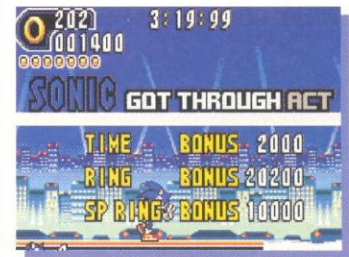 202 3:19:99
001400
SONIC GOT THROUGH ACT
TIME BONUS 2000
RING BONUS 20200
SP RING BONUS 10000